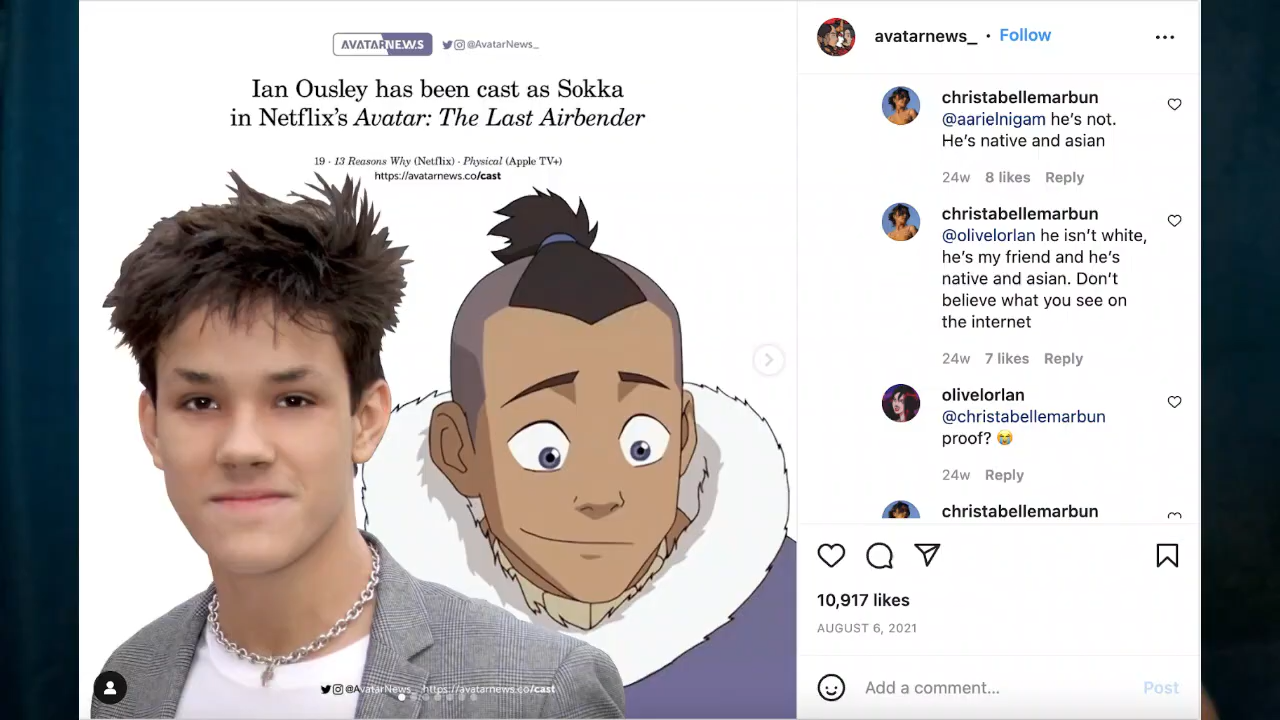 AVATARNEWS @AvatarNews_
Ian Ousley has been cast as Sokka
in Netflix's Avatar: The Last Airbender
19 · 13 Reasons Why (Netflix) · Physical (Apple TV+)
https://avatarnews.co/cast
@AvatarNews_ https://avatarnews.co/cast
avatarnews_ • Follow
christabellemarbun
@aarielnigam he's not.
He's native and asian
24w 8 likes Reply
christabellemarbun
@olivelorlan he isn't white,
he's my friend and he's
native and asian. Don't
believe what you see on
the internet
24w 7 likes Reply
olivelorlan
@christabellemarbun
proof? 😭
24w Reply
christabellemarbun
10,917 likes
AUGUST 6, 2021
Add a comment... Post